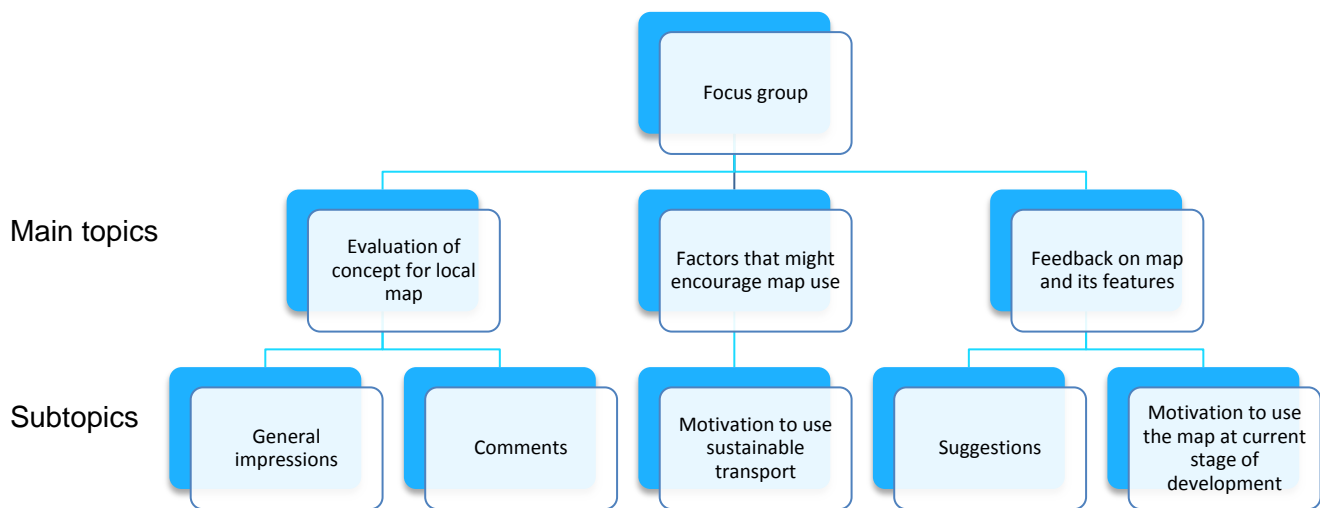 Focus group
Main topics
Evaluation of
concept for local
map
Factors that might
encourage map use
Feedback on map
and its features
Subtopics
General
impressions
Comments
Motivation to use
sustainable
transport
Suggestions
Motivation to use
the map at current
stage of
development